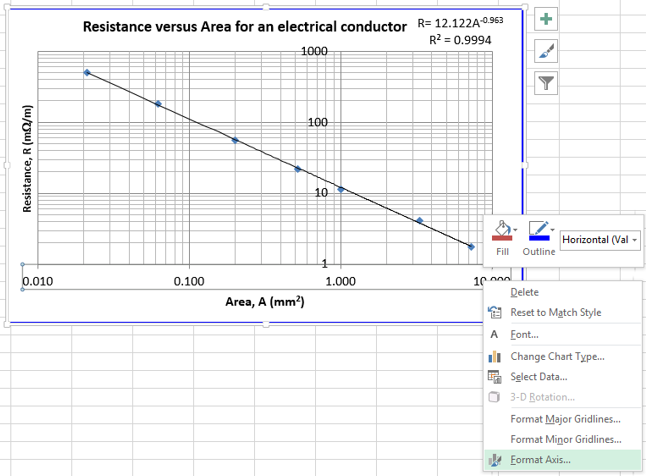 Resistance versus Area for an electrical conductor
R= 12.122A^-0.963
R² = 0.9994
1000
100
10
1
Resistance, R (mΩ/m)
0.010 0.100 1.000 10.000
Area, A (mm²)
Fill Outline Horizontal (Val
Delete
Reset to Match Style
A Font...
Change Chart Type...
Select Data...
3-D Rotation...
Format Major Gridlines...
Format Minor Gridlines...
Format Axis...